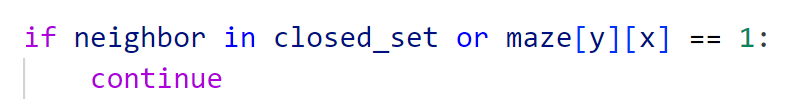 if neighbor in closed_set or maze[y][x] == 1:
    continue